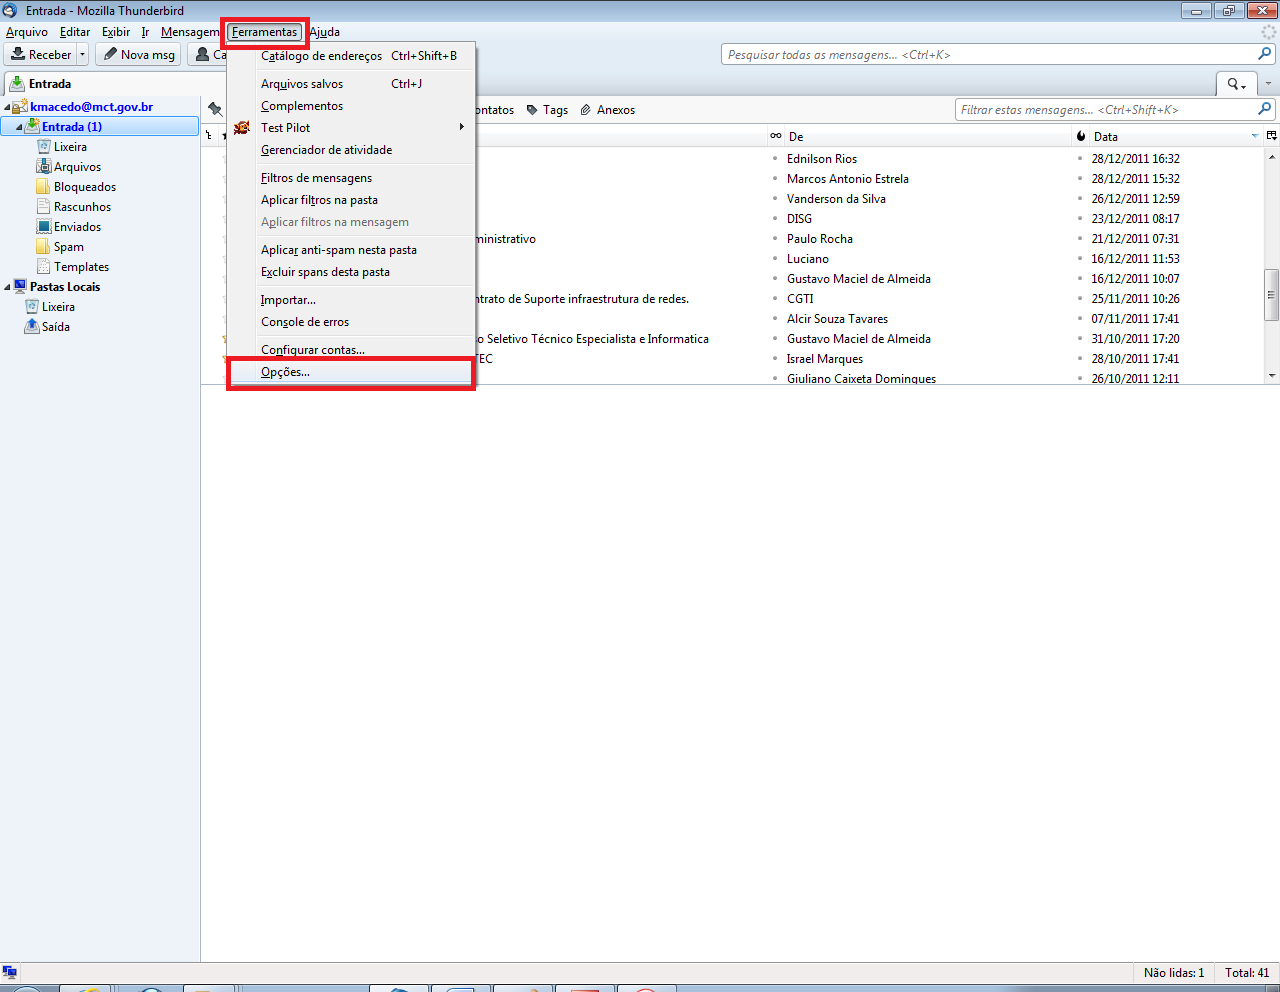 Entrada - Mozilla Thunderbird
Arquivo Editar Exibir Ir Mensagem Ferramentas Ajuda
Receber Nova msg
Pesquisar todas as mensagens... <Ctrl+K>
Entrada
kmacedo@mct.gov.br
Entrada (1)
Lixeira
Arquivos
Bloqueados
Rascunhos
Enviados
Spam
Templates
Pastas Locais
Lixeira
Saída
Catálogo de endereços Ctrl+Shift+B
Arquivos salvos Ctrl+J
Complementos
Test Pilot
Gerenciador de atividade
Filtros de mensagens
Aplicar filtros na pasta
Aplicar filtros na mensagem
Aplicar anti-spam nesta pasta
Excluir spans desta pasta
Importar...
Console de erros
Configurar contas...
Opções...
ontatos Tags Anexos
Filtrar estas mensagens... <Ctrl+Shift+K>
De Data
Ednilson Rios 28/12/2011 16:32
Marcos Antonio Estrela 28/12/2011 15:32
Vanderson da Silva 26/12/2011 12:59
DISG 23/12/2011 08:17
ministrativo Paulo Rocha 21/12/2011 07:31
Luciano 16/12/2011 11:53
Gustavo Maciel de Almeida 16/12/2011 10:07
ntrato de Suporte infraestrutura de redes. CGTI 25/11/2011 10:26
Alcir Souza Tavares 07/11/2011 17:41
o Seletivo Técnico Especialista e Informatica Gustavo Maciel de Almeida 31/10/2011 17:20
TEC Israel Marques 28/10/2011 17:41
Giuliano Caixeta Domingues 26/10/2011 12:11
Não lidas: 1 Total: 41